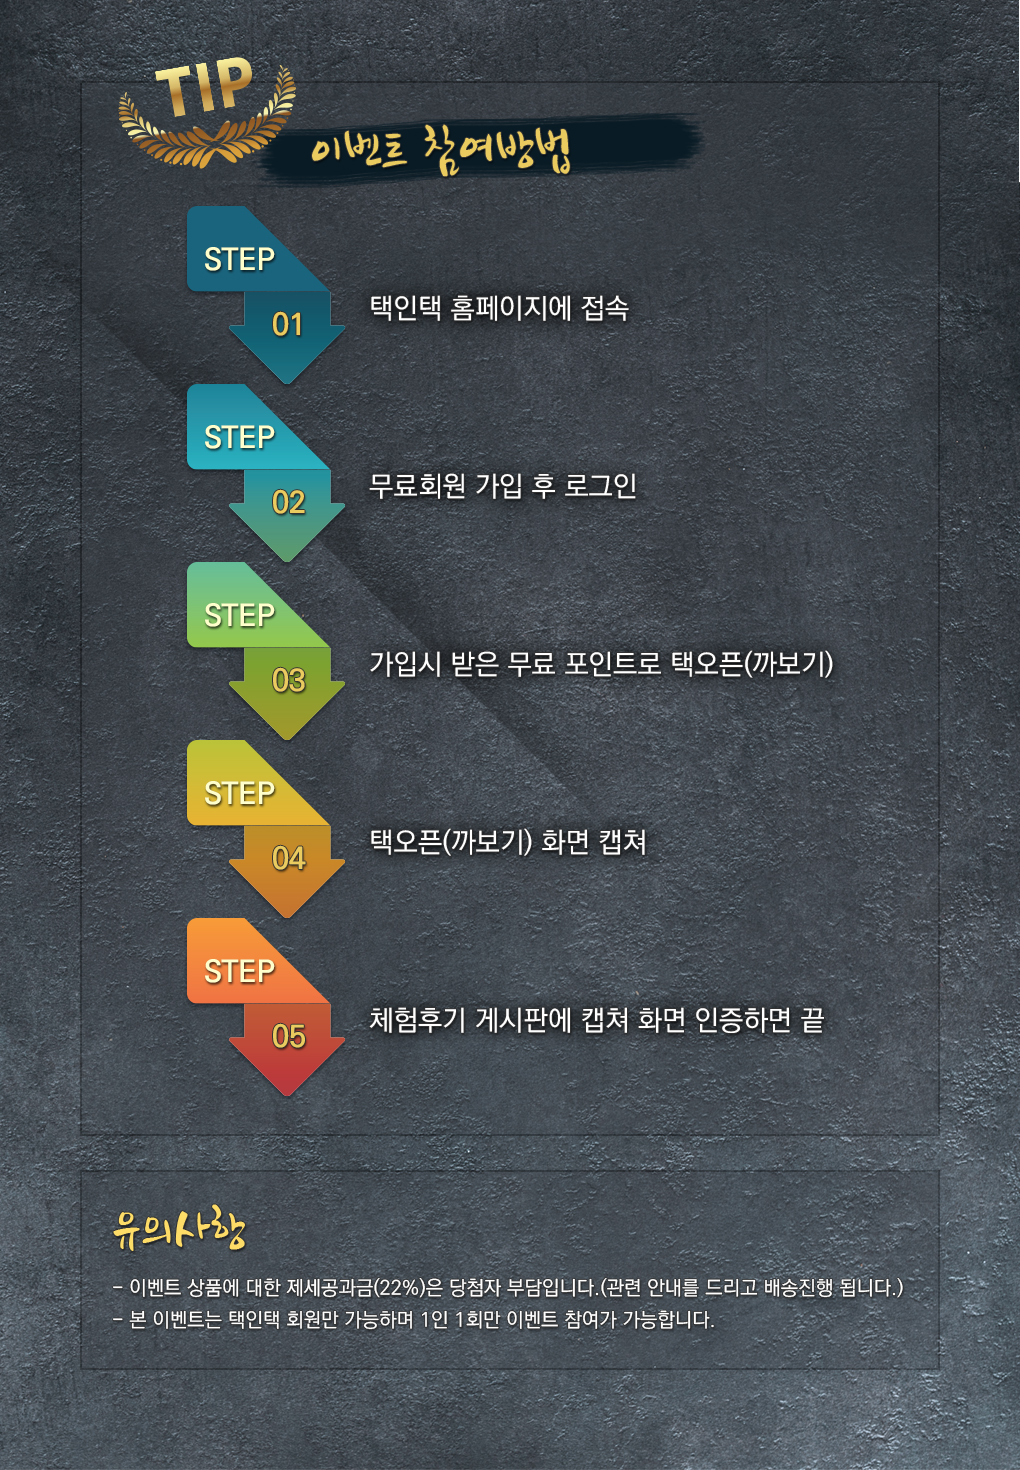 TIP
이벤트 참여방법
STEP
01
택인택 홈페이지에 접속
STEP
02
무료회원 가입 후 로그인
STEP
03
가입시 받은 무료 포인트로 택오픈(까보기)
STEP
04
택오픈(까보기) 화면 캡쳐
STEP
05
체험후기 게시판에 캡쳐 화면 인증하면 끝
유의사항
- 이벤트 상품에 대한 제세공과금(22%)은 당첨자 부담입니다.(관련 안내를 드리고 배송진행 됩니다.)
- 본 이벤트는 택인택 회원만 가능하며 1인 1회만 이벤트 참여가 가능합니다.